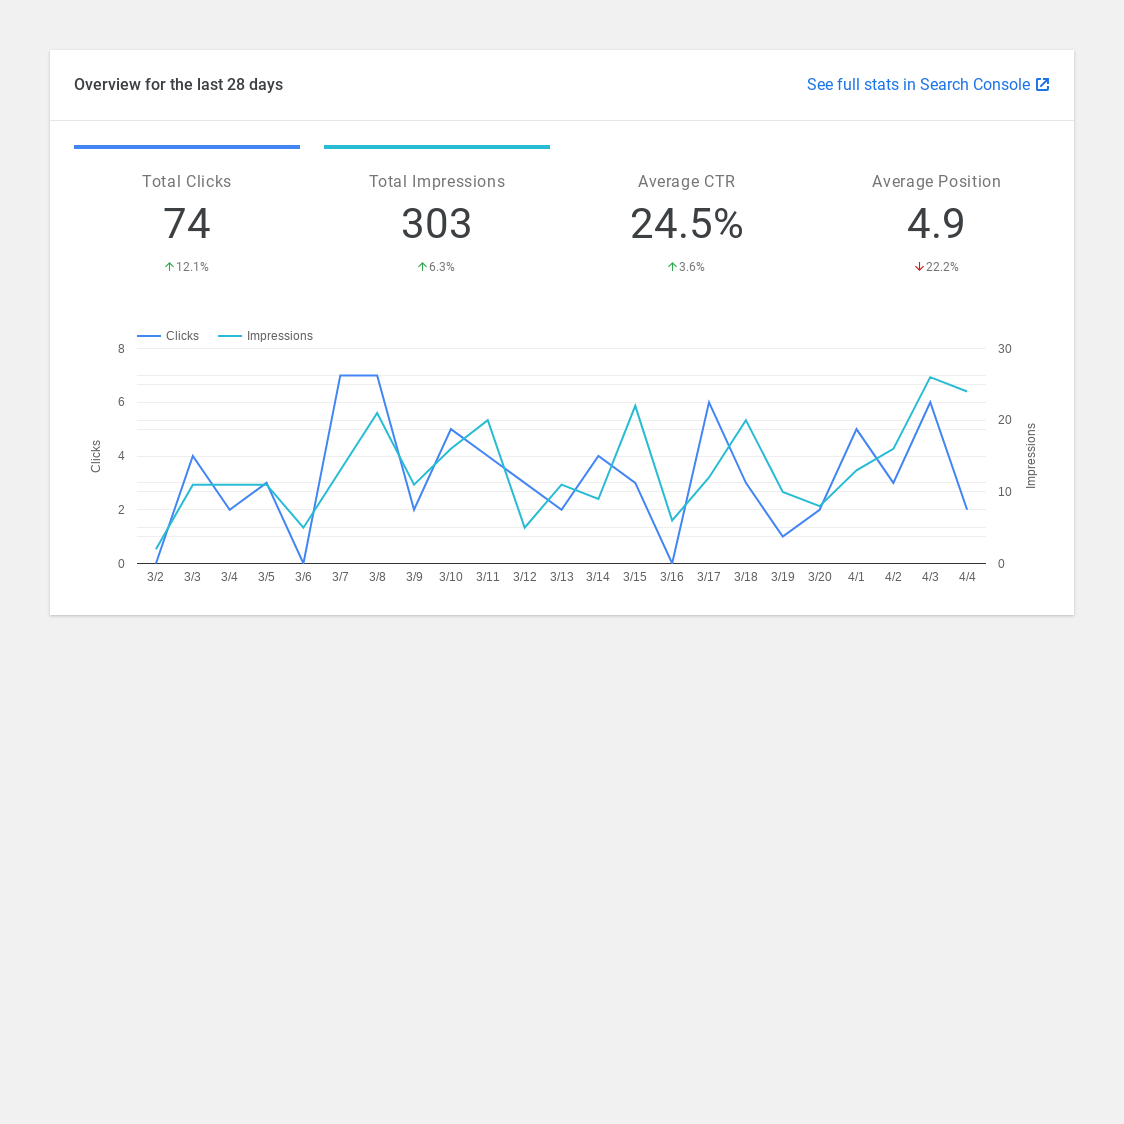 Overview for the last 28 days
See full stats in Search Console
Total Clicks
74
12.1%
Total Impressions
303
6.3%
Average CTR
24.5%
3.6%
Average Position
4.9
22.2%
Clicks Impressions
8 30
6
20
4
10
2
0 0
Clicks
Impressions
3/2 3/3 3/4 3/5 3/6 3/7 3/8 3/9 3/10 3/11 3/12 3/13 3/14 3/15 3/16 3/17 3/18 3/19 3/20 4/1 4/2 4/3 4/4